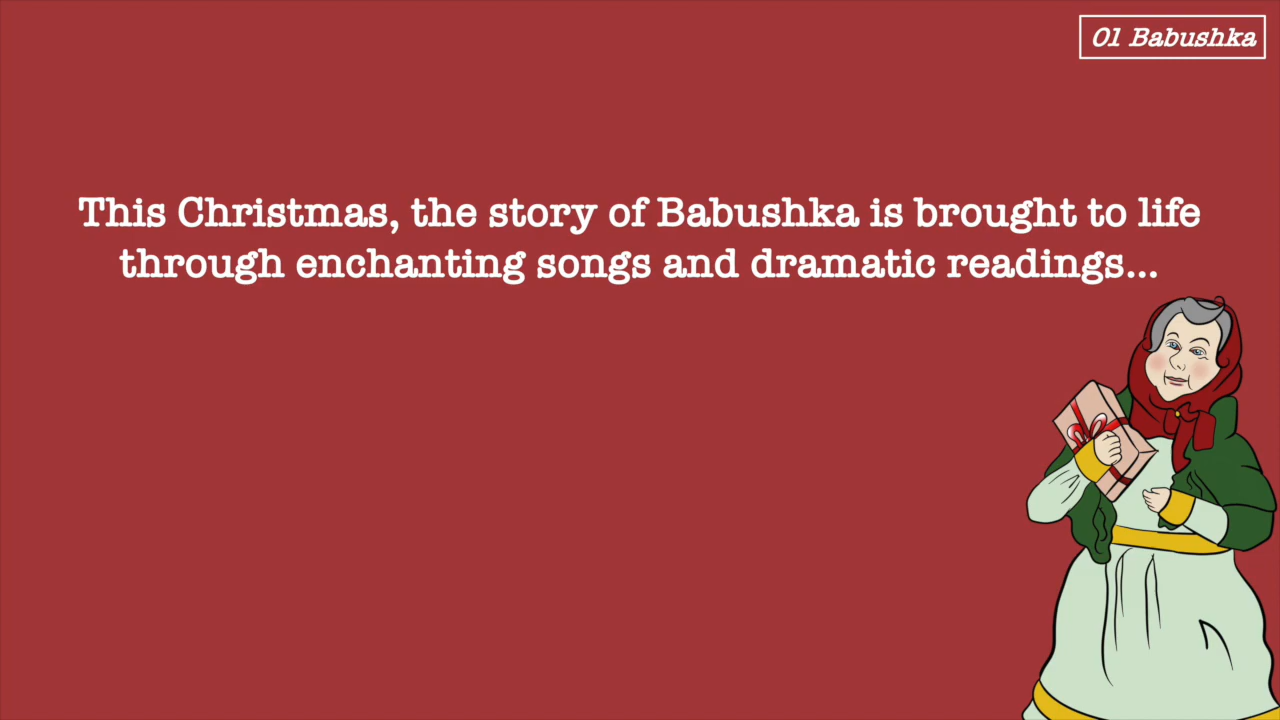 01 Babushka
This Christmas, the story of Babushka is brought to life
through enchanting songs and dramatic readings...